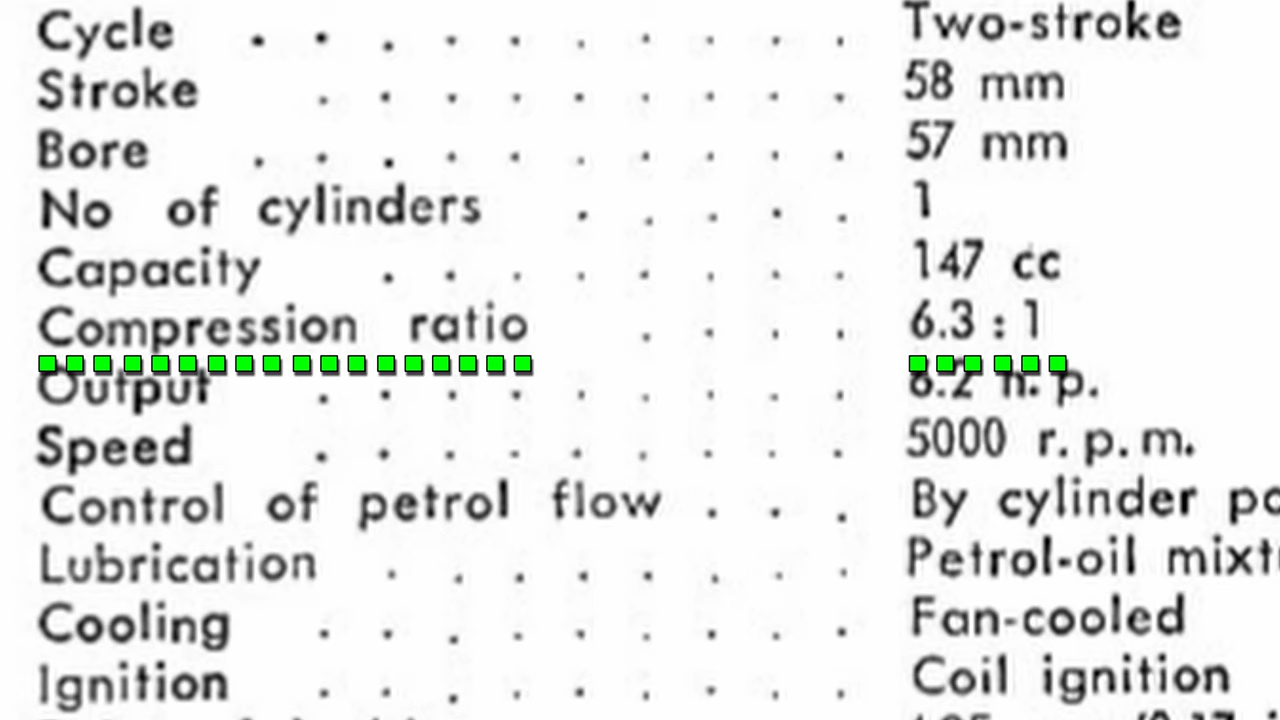 Cycle . . . . . . . . . . Two-stroke
Stroke . . . . . . . . . 58 mm
Bore . . . . . . . . . . 57 mm
No of cylinders . . . . . 1
Capacity . . . . . . . . 147 cc
Compression ratio . . . . 6.3 : 1
Output . . . . . . . . . 6.2 h. p.
Speed . . . . . . . . . 5000 r. p. m.
Control of petrol flow . . . By cylinder
Lubrication . . . . . . . . Petrol-oil
Cooling . . . . . . . . . Fan-cooled
Ignition . . . . . . . . . Coil ignition